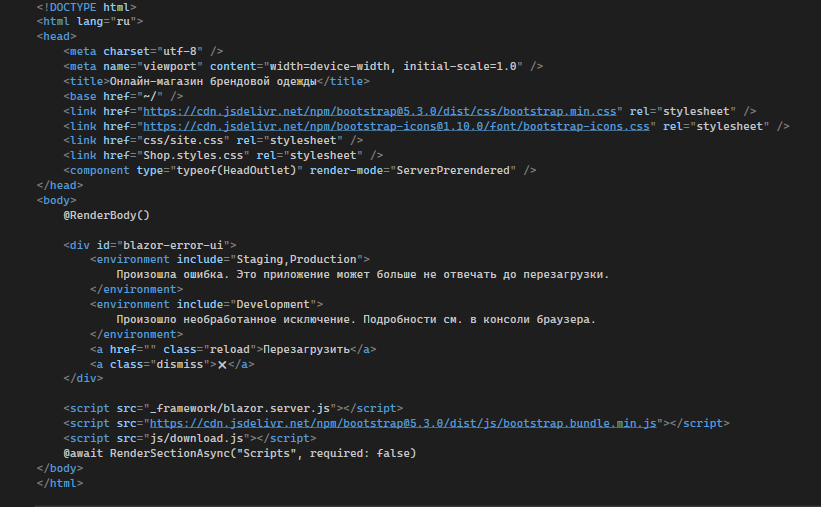 <!DOCTYPE html>
<html lang="ru">
<head>
    <meta charset="utf-8" />
    <meta name="viewport" content="width=device-width, initial-scale=1.0" />
    <title>Онлайн-магазин брендовой одежды</title>
    <base href="~/" />
    <link href="https://cdn.jsdelivr.net/npm/bootstrap@5.3.0/dist/css/bootstrap.min.css" rel="stylesheet" />
    <link href="https://cdn.jsdelivr.net/npm/bootstrap-icons@1.10.0/font/bootstrap-icons.css" rel="stylesheet" />
    <link href="css/site.css" rel="stylesheet" />
    <link href="Shop.styles.css" rel="stylesheet" />
    <component type="typeof(HeadOutlet)" render-mode="ServerPrerendered" />
</head>
<body>
    @RenderBody()

    <div id="blazor-error-ui">
        <environment include="Staging,Production">
            Произошла ошибка. Это приложение может больше не отвечать до перезагрузки.
        </environment>
        <environment include="Development">
            Произошло необработанное исключение. Подробности см. в консоли браузера.
        </environment>
        <a href="" class="reload">Перезагрузить</a>
        <a class="dismiss">🗙</a>
    </div>

    <script src="_framework/blazor.server.js"></script>
    <script src="https://cdn.jsdelivr.net/npm/bootstrap@5.3.0/dist/js/bootstrap.bundle.min.js"></script>
    <script src="js/download.js"></script>
    @await RenderSectionAsync("Scripts", required: false)
</body>
</html>